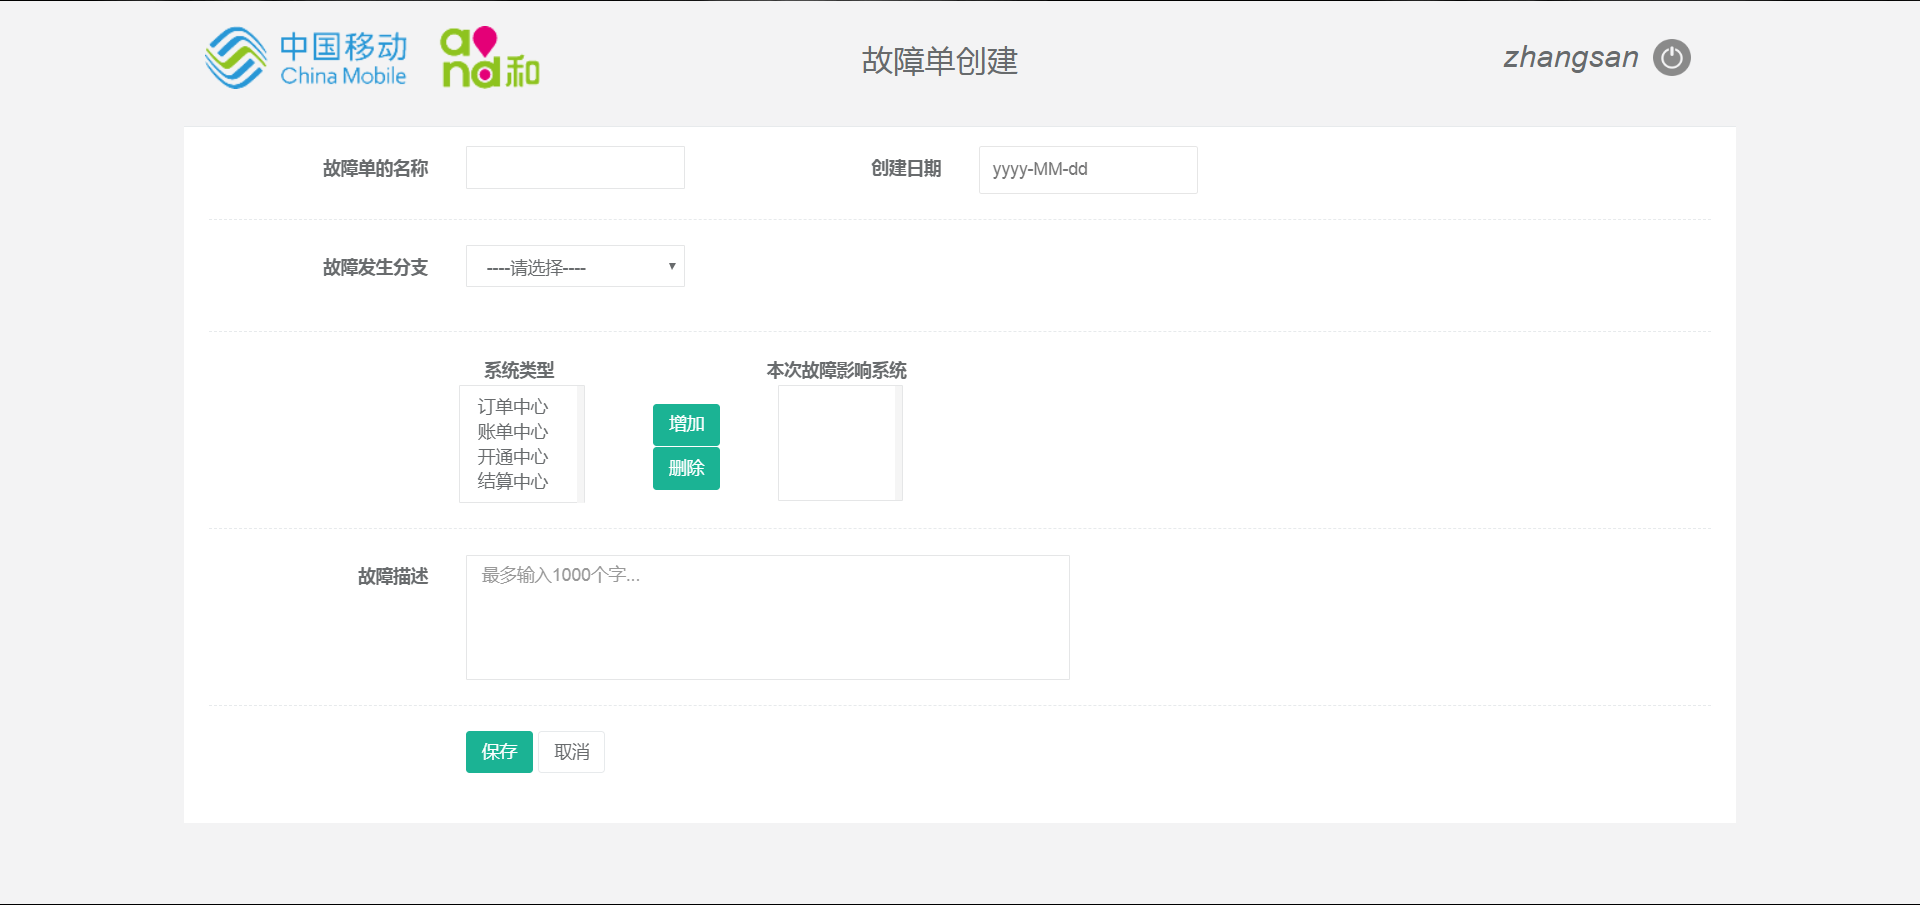 中国移动
China Mobile
and和
故障单创建
zhangsan
故障单的名称
创建日期
yyyy-MM-dd
故障发生分支
----请选择----
系统类型
本次故障影响系统
订单中心
账单中心
开通中心
结算中心
增加
删除
故障描述
最多输入1000个字...
保存
取消